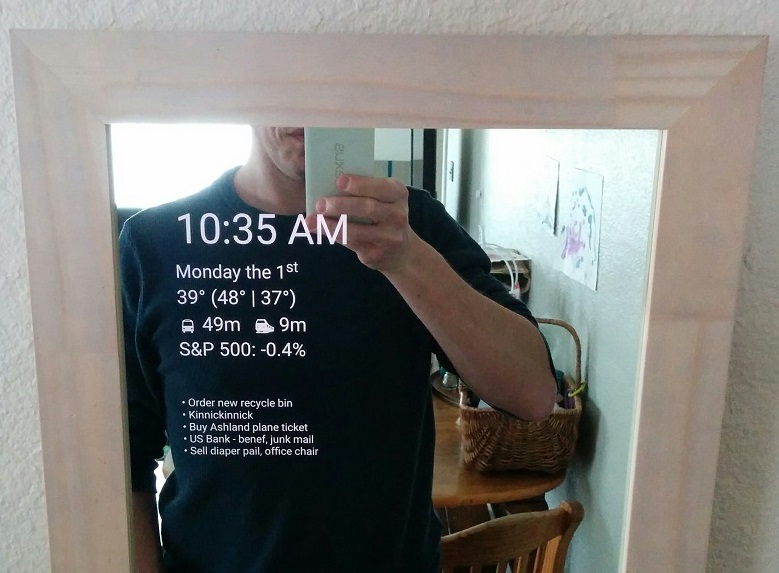 10:35 AM
Monday the 1st
39° (48° | 37°)
49m 9m
S&P 500: -0.4%
• Order new recycle bin
• Kinnickinnick
• Buy Ashland plane ticket
• US Bank - benef, junk mail
• Sell diaper pail, office chair